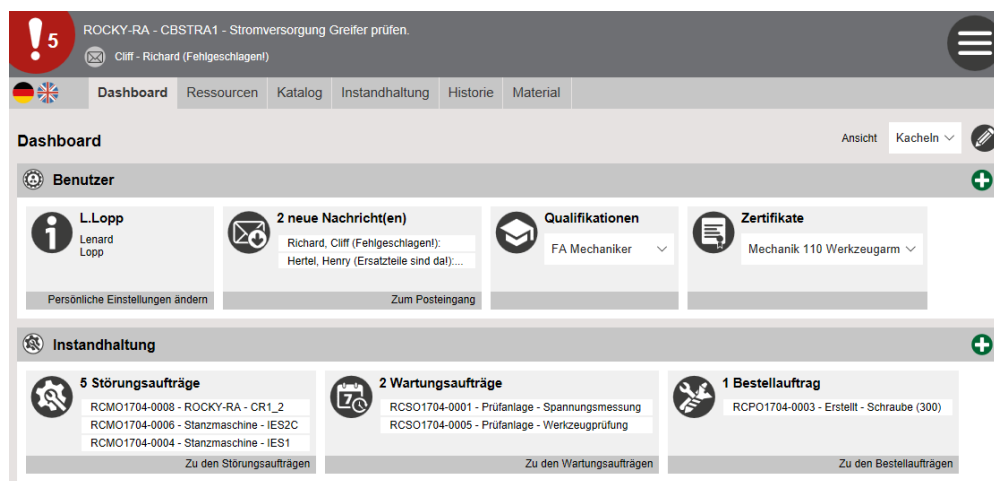 5
ROCKY-RA - CBSTRA1 - Stromversorgung Greifer prüfen.
Cliff - Richard (Fehlgeschlagen!)
Dashboard Ressourcen Katalog Instandhaltung Historie Material
Dashboard
Ansicht Kacheln
Benutzer
L.Lopp
Lenard
Lopp
Persönliche Einstellungen ändern
2 neue Nachricht(en)
Richard, Cliff (Fehlgeschlagen!):
Hertel, Henry (Ersatzteile sind da!):...
Zum Posteingang
Qualifikationen
FA Mechaniker
Zertifikate
Mechanik 110 Werkzeugarm
Instandhaltung
5 Störungsaufträge
RCMO1704-0008 - ROCKY-RA - CR1_2
RCMO1704-0006 - Stanzmaschine - IES2C
RCMO1704-0004 - Stanzmaschine - IES1
Zu den Störungsaufträgen
7
2 Wartungsaufträge
RCSO1704-0001 - Prüfanlage - Spannungsmessung
RCSO1704-0005 - Prüfanlage - Werkzeugprüfung
Zu den Wartungsaufträgen
1 Bestellauftrag
RCPO1704-0003 - Erstellt - Schraube (300)
Zu den Bestellaufträgen